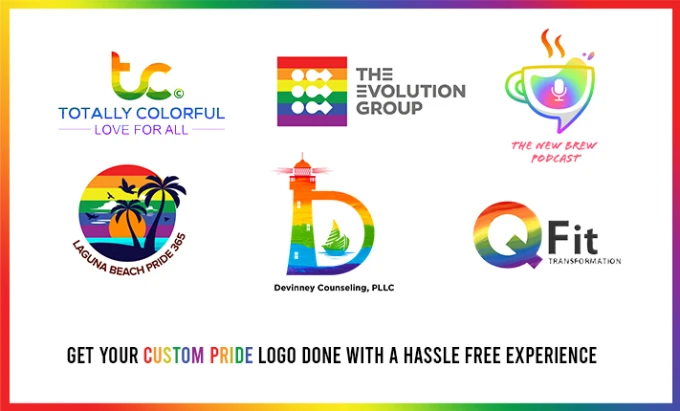 tc©
TOTALLY COLORFUL
LOVE FOR ALL
THE
EVOLUTION
GROUP
THE NEW BREW
PODCAST
LAGUNA BEACH PRIDE 365
D
Devinney Counseling, PLLC
QFit
TRANSFORMATION
GET YOUR CUSTOM PRIDE LOGO DONE WITH A HASSLE FREE EXPERIENCE